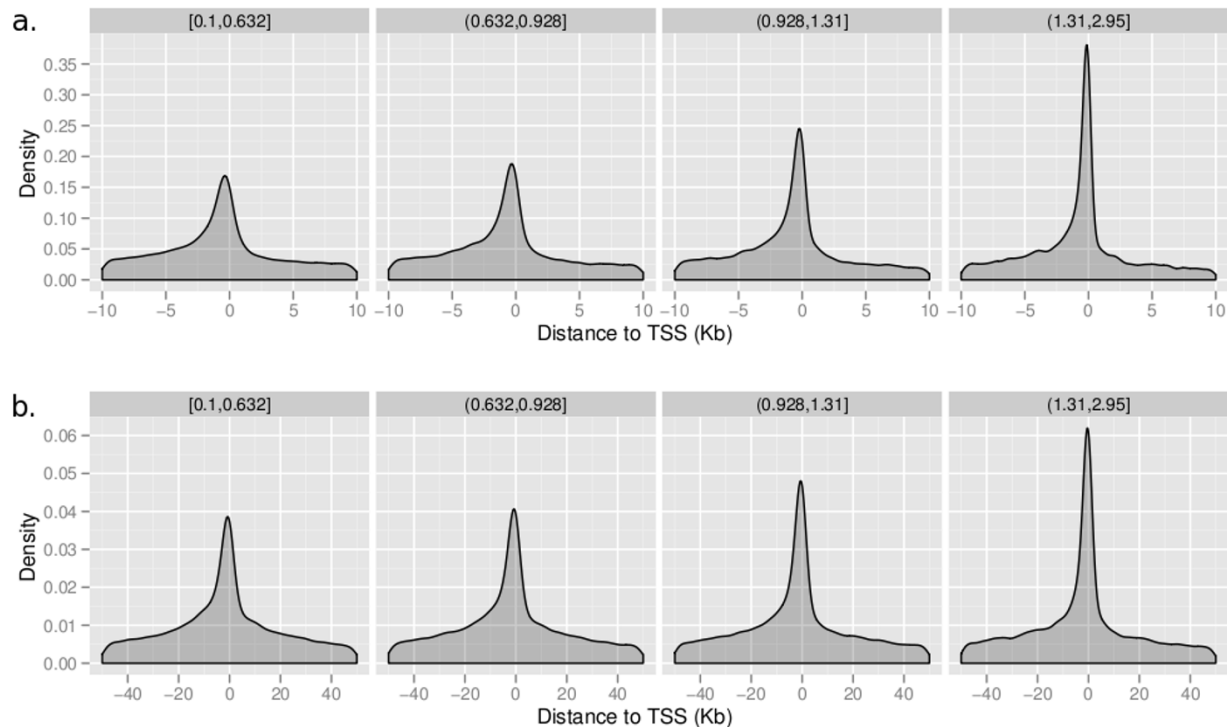 a.
[0.1,0.632] (0.632,0.928] (0.928,1.31] (1.31,2.95]
Density
0.35
0.30
0.25
0.20
0.15
0.10
0.05
0.00
−10 −5 0 5 10 −10 −5 0 5 10 −10 −5 0 5 10 −10 −5 0 5 10
Distance to TSS (Kb)
b.
[0.1,0.632] (0.632,0.928] (0.928,1.31] (1.31,2.95]
Density
0.06
0.05
0.04
0.03
0.02
0.01
0.00
−40 −20 0 20 40 −40 −20 0 20 40 −40 −20 0 20 40 −40 −20 0 20 40
Distance to TSS (Kb)